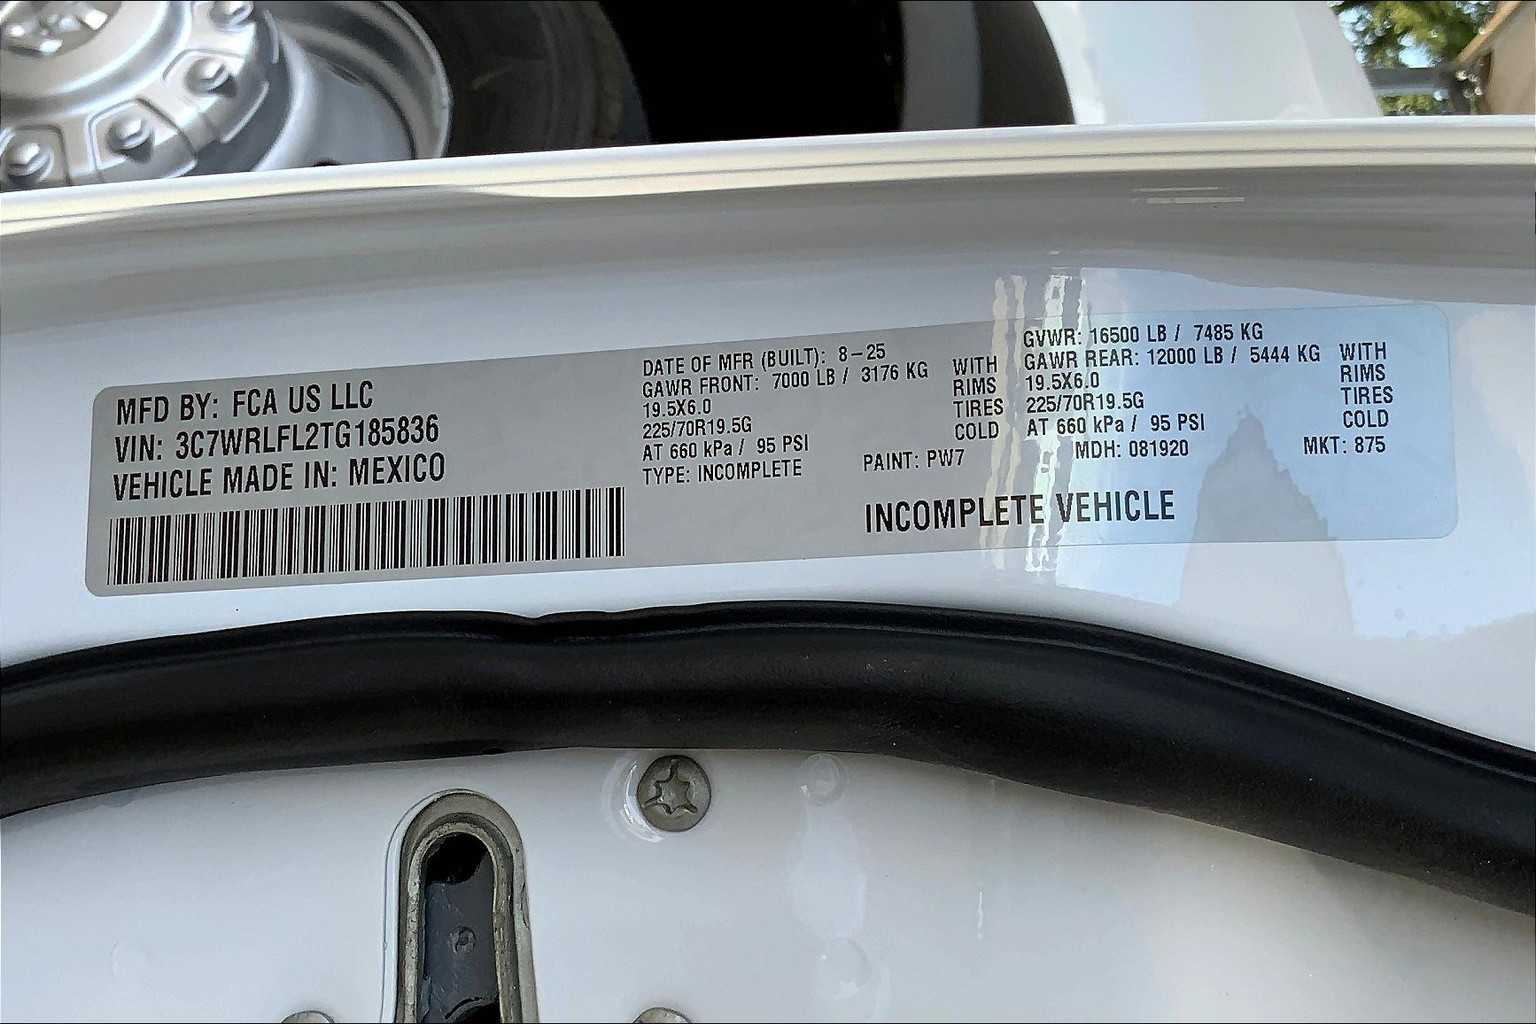 MFD BY: FCA US LLC
VIN: 3C7WRLFL2TG185836
VEHICLE MADE IN: MEXICO
DATE OF MFR (BUILT): 8-25
GAWR FRONT: 7000 LB / 3176 KG WITH
19.5X6.0 RIMS
225/70R19.5G TIRES
AT 660 kPa / 95 PSI COLD
TYPE: INCOMPLETE
GVWR: 16500 LB / 7485 KG
GAWR REAR: 12000 LB / 5444 KG WITH
19.5X6.0 RIMS
225/70R19.5G TIRES
AT 660 kPa / 95 PSI COLD
PAINT: PW7 MDH: 081920 MKT: 875
INCOMPLETE VEHICLE